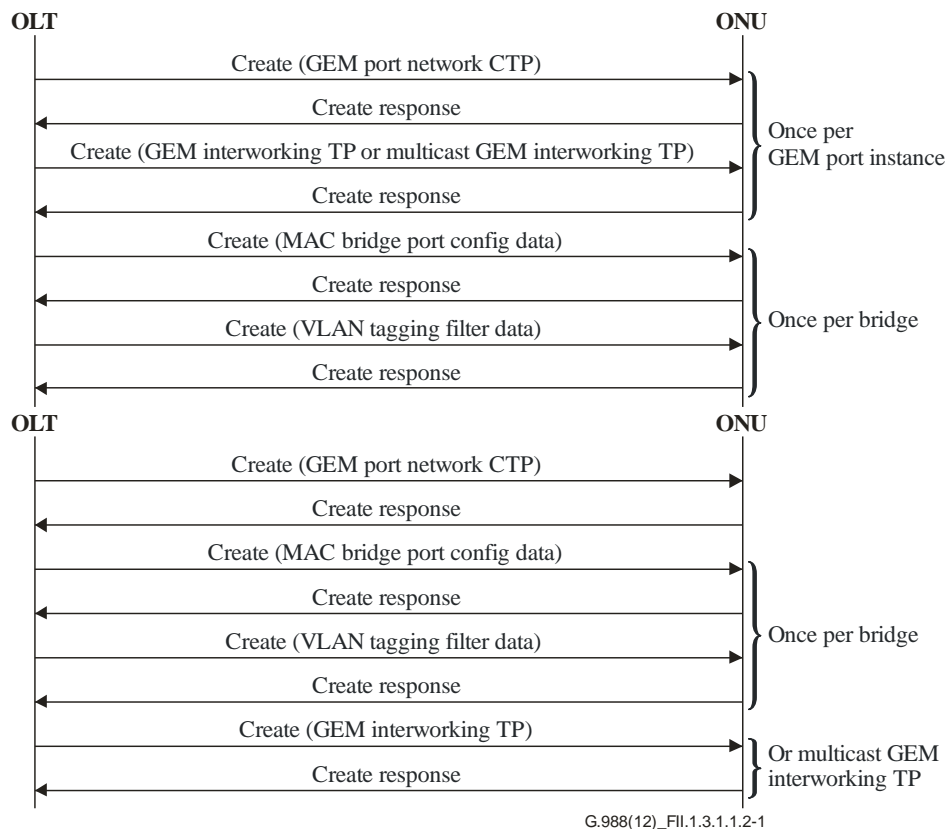 OLT ONU
Create (GEM port network CTP)
Create response
Create (GEM interworking TP or multicast GEM interworking TP)
Create response
Once per
GEM port instance
Create (MAC bridge port config data)
Create response
Create (VLAN tagging filter data)
Create response
Once per bridge
OLT ONU
Create (GEM port network CTP)
Create response
Create (MAC bridge port config data)
Create response
Create (VLAN tagging filter data)
Create response
Once per bridge
Create (GEM interworking TP)
Create response
Or multicast GEM
interworking TP
G.988(12)_FII.1.3.1.1.2-1